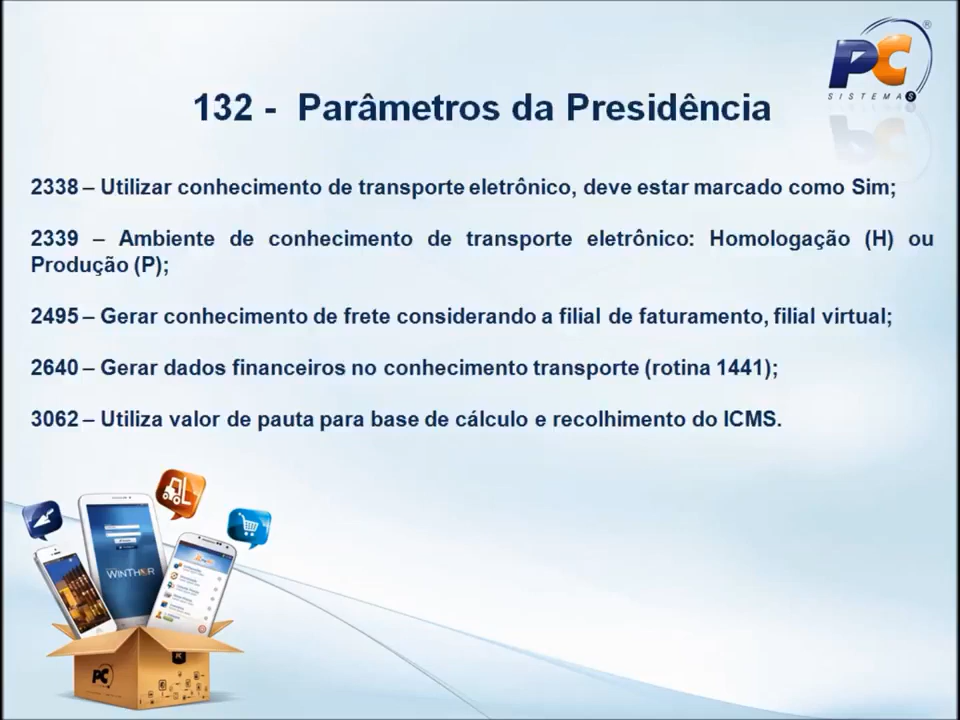 PC
SISTEMAS
®
132 - Parâmetros da Presidência
2338 – Utilizar conhecimento de transporte eletrônico, deve estar marcado como Sim;
2339 – Ambiente de conhecimento de transporte eletrônico: Homologação (H) ou
Produção (P);
2495 – Gerar conhecimento de frete considerando a filial de faturamento, filial virtual;
2640 – Gerar dados financeiros no conhecimento transporte (rotina 1441);
3062 – Utiliza valor de pauta para base de cálculo e recolhimento do ICMS.
WINTHOR
PC